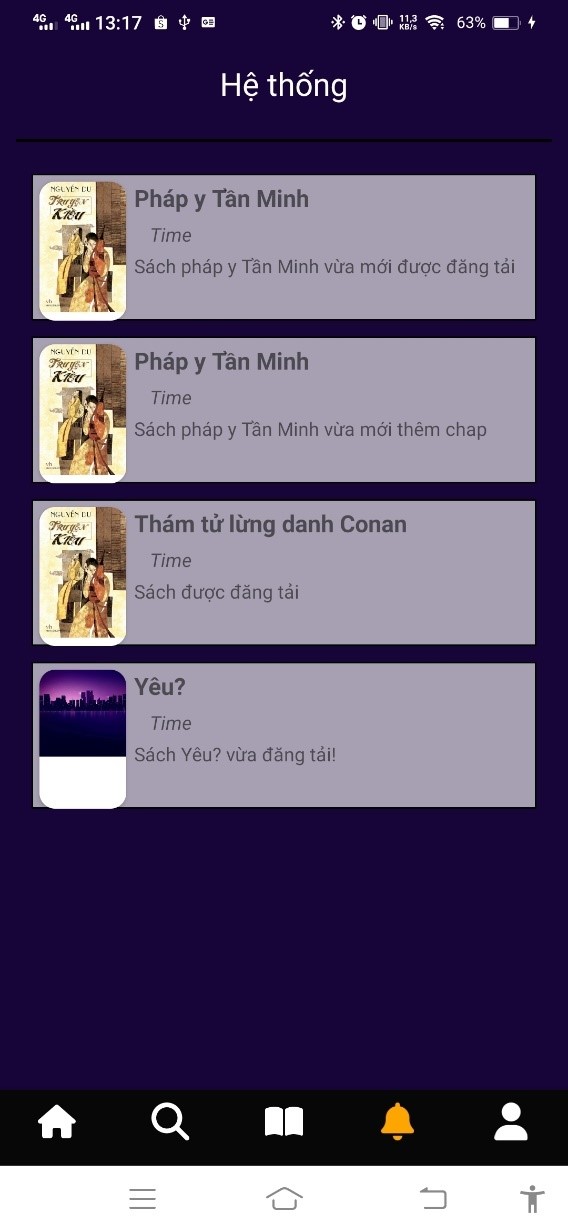 4G 4G 13:17 11,3 KB/s 63%
Hệ thống
NGUYỄN DU
Truyện
Kiều
Pháp y Tần Minh
Time
Sách pháp y Tần Minh vừa mới được đăng tải
NGUYỄN DU
Truyện
Kiều
Pháp y Tần Minh
Time
Sách pháp y Tần Minh vừa mới thêm chap
NGUYỄN DU
Truyện
Kiều
Thám tử lừng danh Conan
Time
Sách được đăng tải
Yêu?
Time
Sách Yêu? vừa đăng tải!